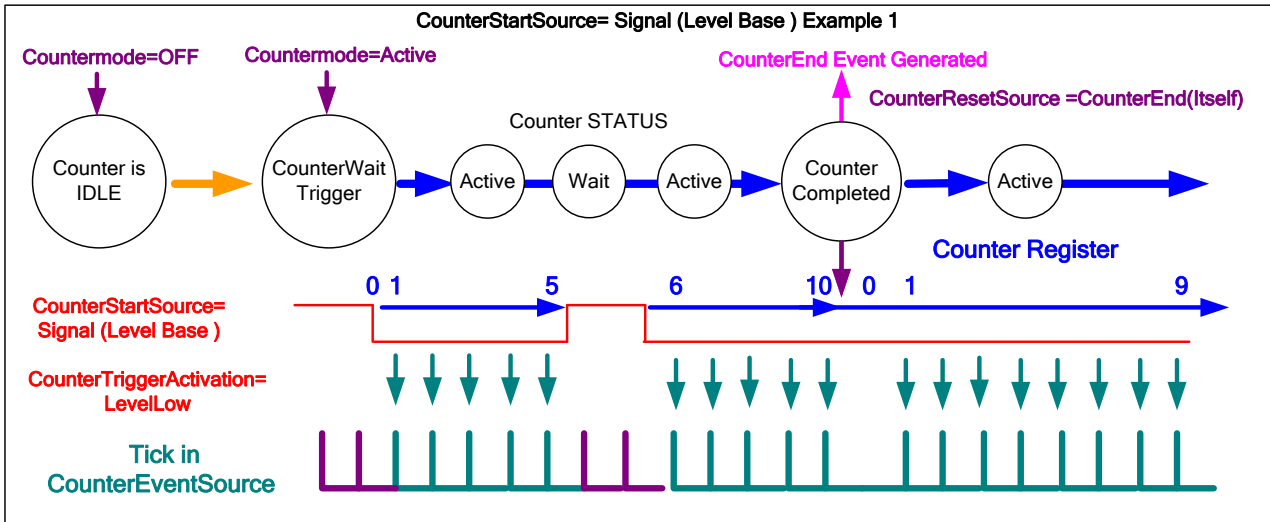 CounterStartSource= Signal (Level Base ) Example 1
Countermode=OFF
Countermode=Active
CounterEnd Event Generated
CounterResetSource =CounterEnd(Itself)
Counter STATUS
Counter is
IDLE
CounterWait
Trigger
Active
Wait
Active
Counter
Completed
Active
Counter Register
0 1 5 6 10 0 1 9
CounterStartSource=
Signal (Level Base )
CounterTriggerActivation=
LevelLow
Tick in
CounterEventSource